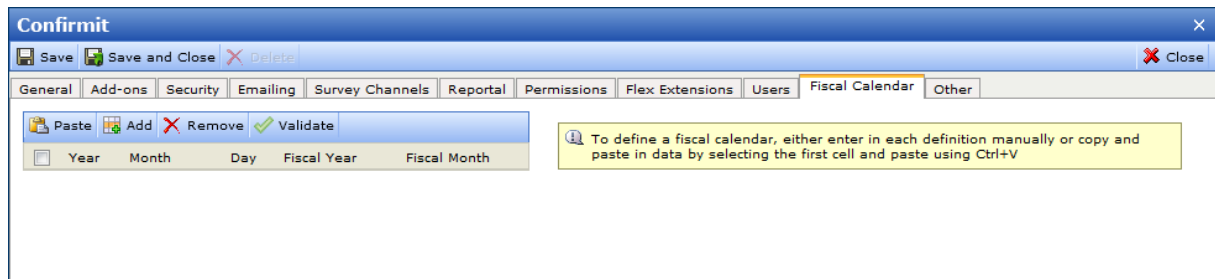 Confirmit
Save Save and Close Delete Close
General Add-ons Security Emailing Survey Channels Reportal Permissions Flex Extensions Users Fiscal Calendar Other
Paste Add Remove Validate
To define a fiscal calendar, either enter in each definition manually or copy and
paste in data by selecting the first cell and paste using Ctrl+V
Year Month Day Fiscal Year Fiscal Month